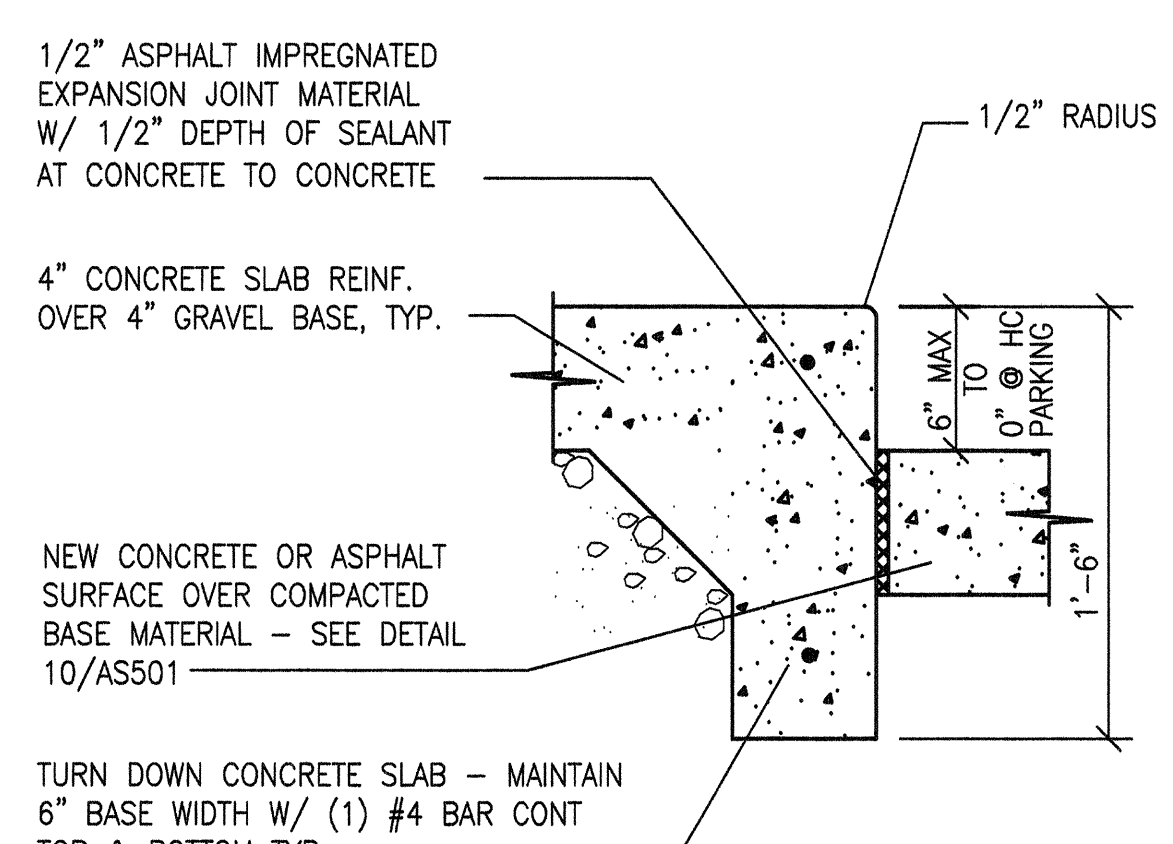 1/2" ASPHALT IMPREGNATED
EXPANSION JOINT MATERIAL
W/ 1/2" DEPTH OF SEALANT
AT CONCRETE TO CONCRETE
1/2" RADIUS
4" CONCRETE SLAB REINF.
OVER 4" GRAVEL BASE, TYP.
6" MAX
TO
0" @ HC
PARKING
1'-6"
NEW CONCRETE OR ASPHALT
SURFACE OVER COMPACTED
BASE MATERIAL – SEE DETAIL
10/AS501
TURN DOWN CONCRETE SLAB – MAINTAIN
6" BASE WIDTH W/ (1) #4 BAR CONT